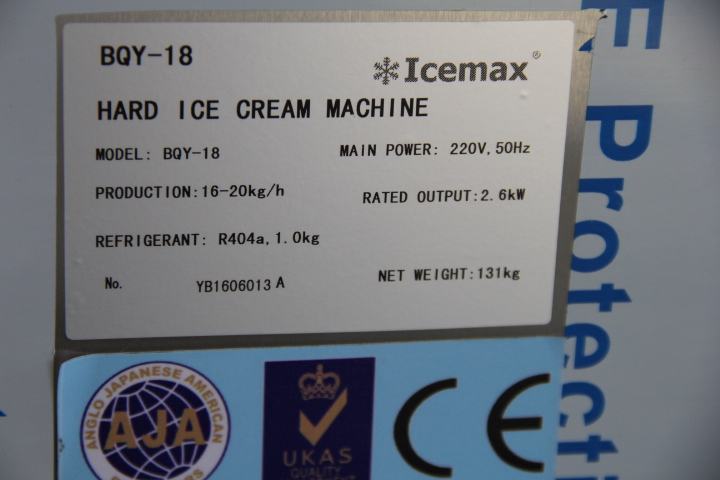 BQY-18
Icemax®
HARD ICE CREAM MACHINE
MODEL: BQY-18
MAIN POWER: 220V, 50Hz
PRODUCTION:16-20kg/h
RATED OUTPUT:2.6kW
REFRIGERANT: R404a, 1.0kg
No. YB1606013 A
NET WEIGHT:131kg
ANGLO JAPANESE AMERICAN
AJA
UKAS
QUALITY
CE
E Protecti